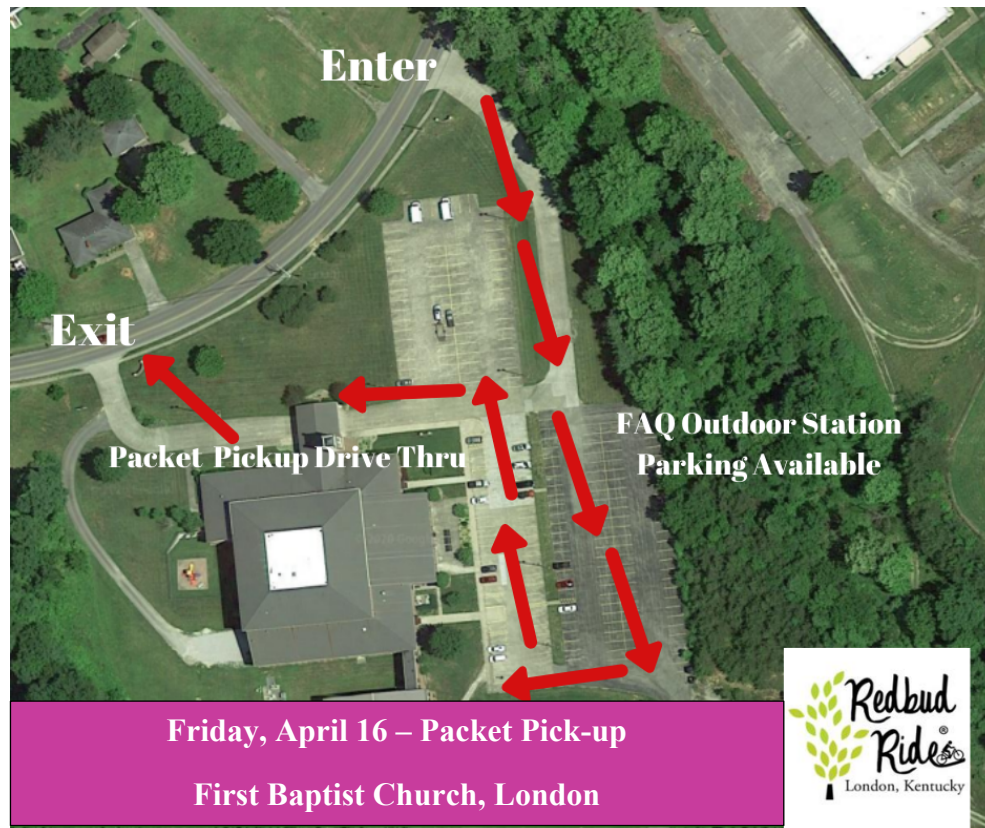 Enter
Exit
FAQ Outdoor Station
Parking Available
Packet Pickup Drive Thru
Friday, April 16 – Packet Pick-up
First Baptist Church, London
Redbud
Ride®
London, Kentucky